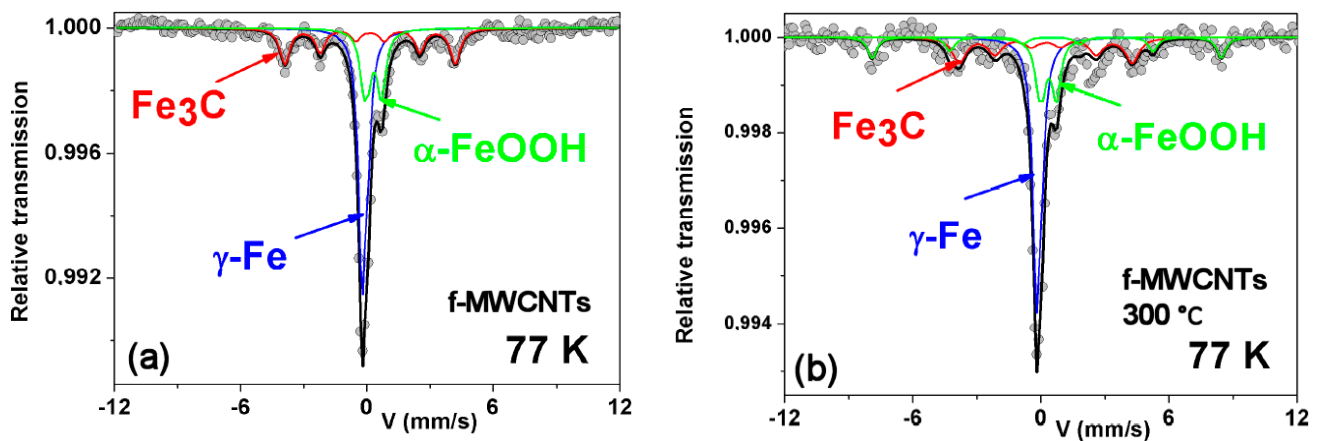 Relative transmission
1.000
0.996
0.992
Fe3C
α-FeOOH
γ-Fe
f-MWCNTs
77 K
(a)
-12 -6 0 6 12
V (mm/s)
Relative transmission
1.000
0.998
0.996
0.994
Fe3C
α-FeOOH
γ-Fe
f-MWCNTs
300 °C
77 K
(b)
-12 -6 0 6 12
V (mm/s)